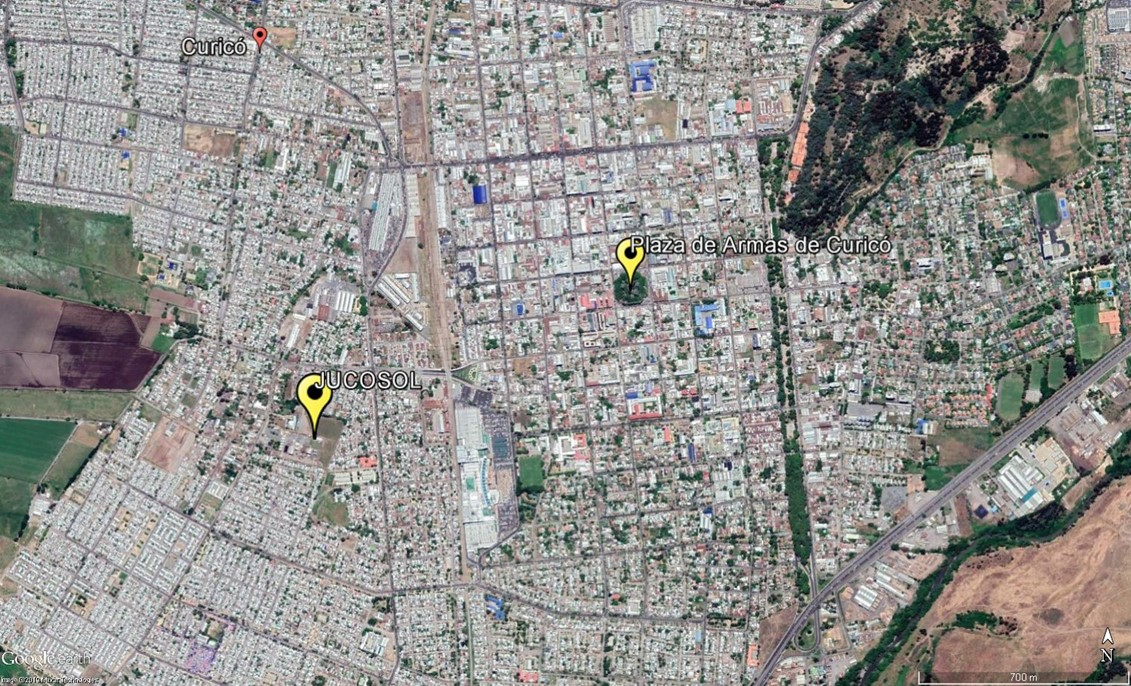 Curicó
Plaza de Armas de Curicó
JUCOSOL
Google earth
700 m
N